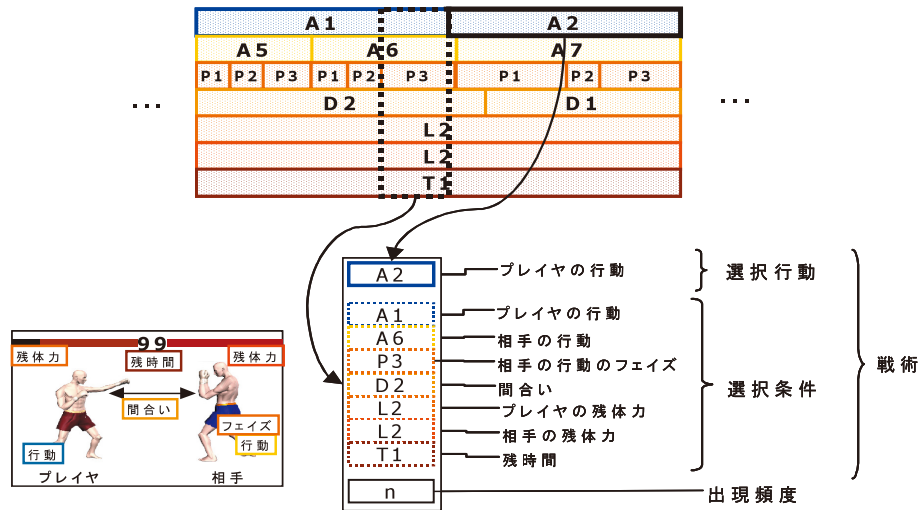 A1 A2
A5 A6 A7
P1 P2 P3 P1 P2 P3 P1 P2 P3
... D2 D1 ...
L2
L2
T1
A2 プレイヤの行動 選択行動
A1 プレイヤの行動
A6 相手の行動
P3 相手の行動のフェイズ
D2 間合い
L2 プレイヤの残体力
L2 相手の残体力
T1 残時間
選択条件
戦術
n 出現頻度
99
残体力 残時間 残体力
間合い
フェイズ
行動 行動
プレイヤ 相手